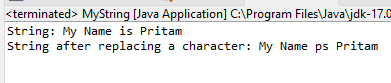 <terminated> MyString [Java Application] C:\Program Files\Java\jdk-17.0
String: My Name is Pritam
String after replacing a character: My Name ps Pritam